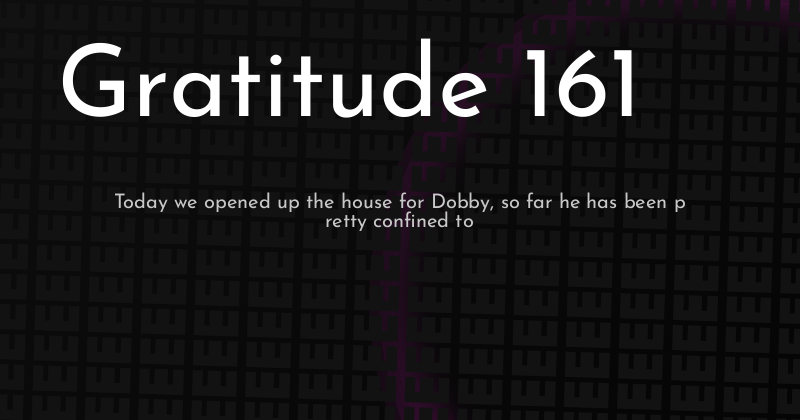 Gratitude 161
Today we opened up the house for Dobby, so far he has been p
retty confined to